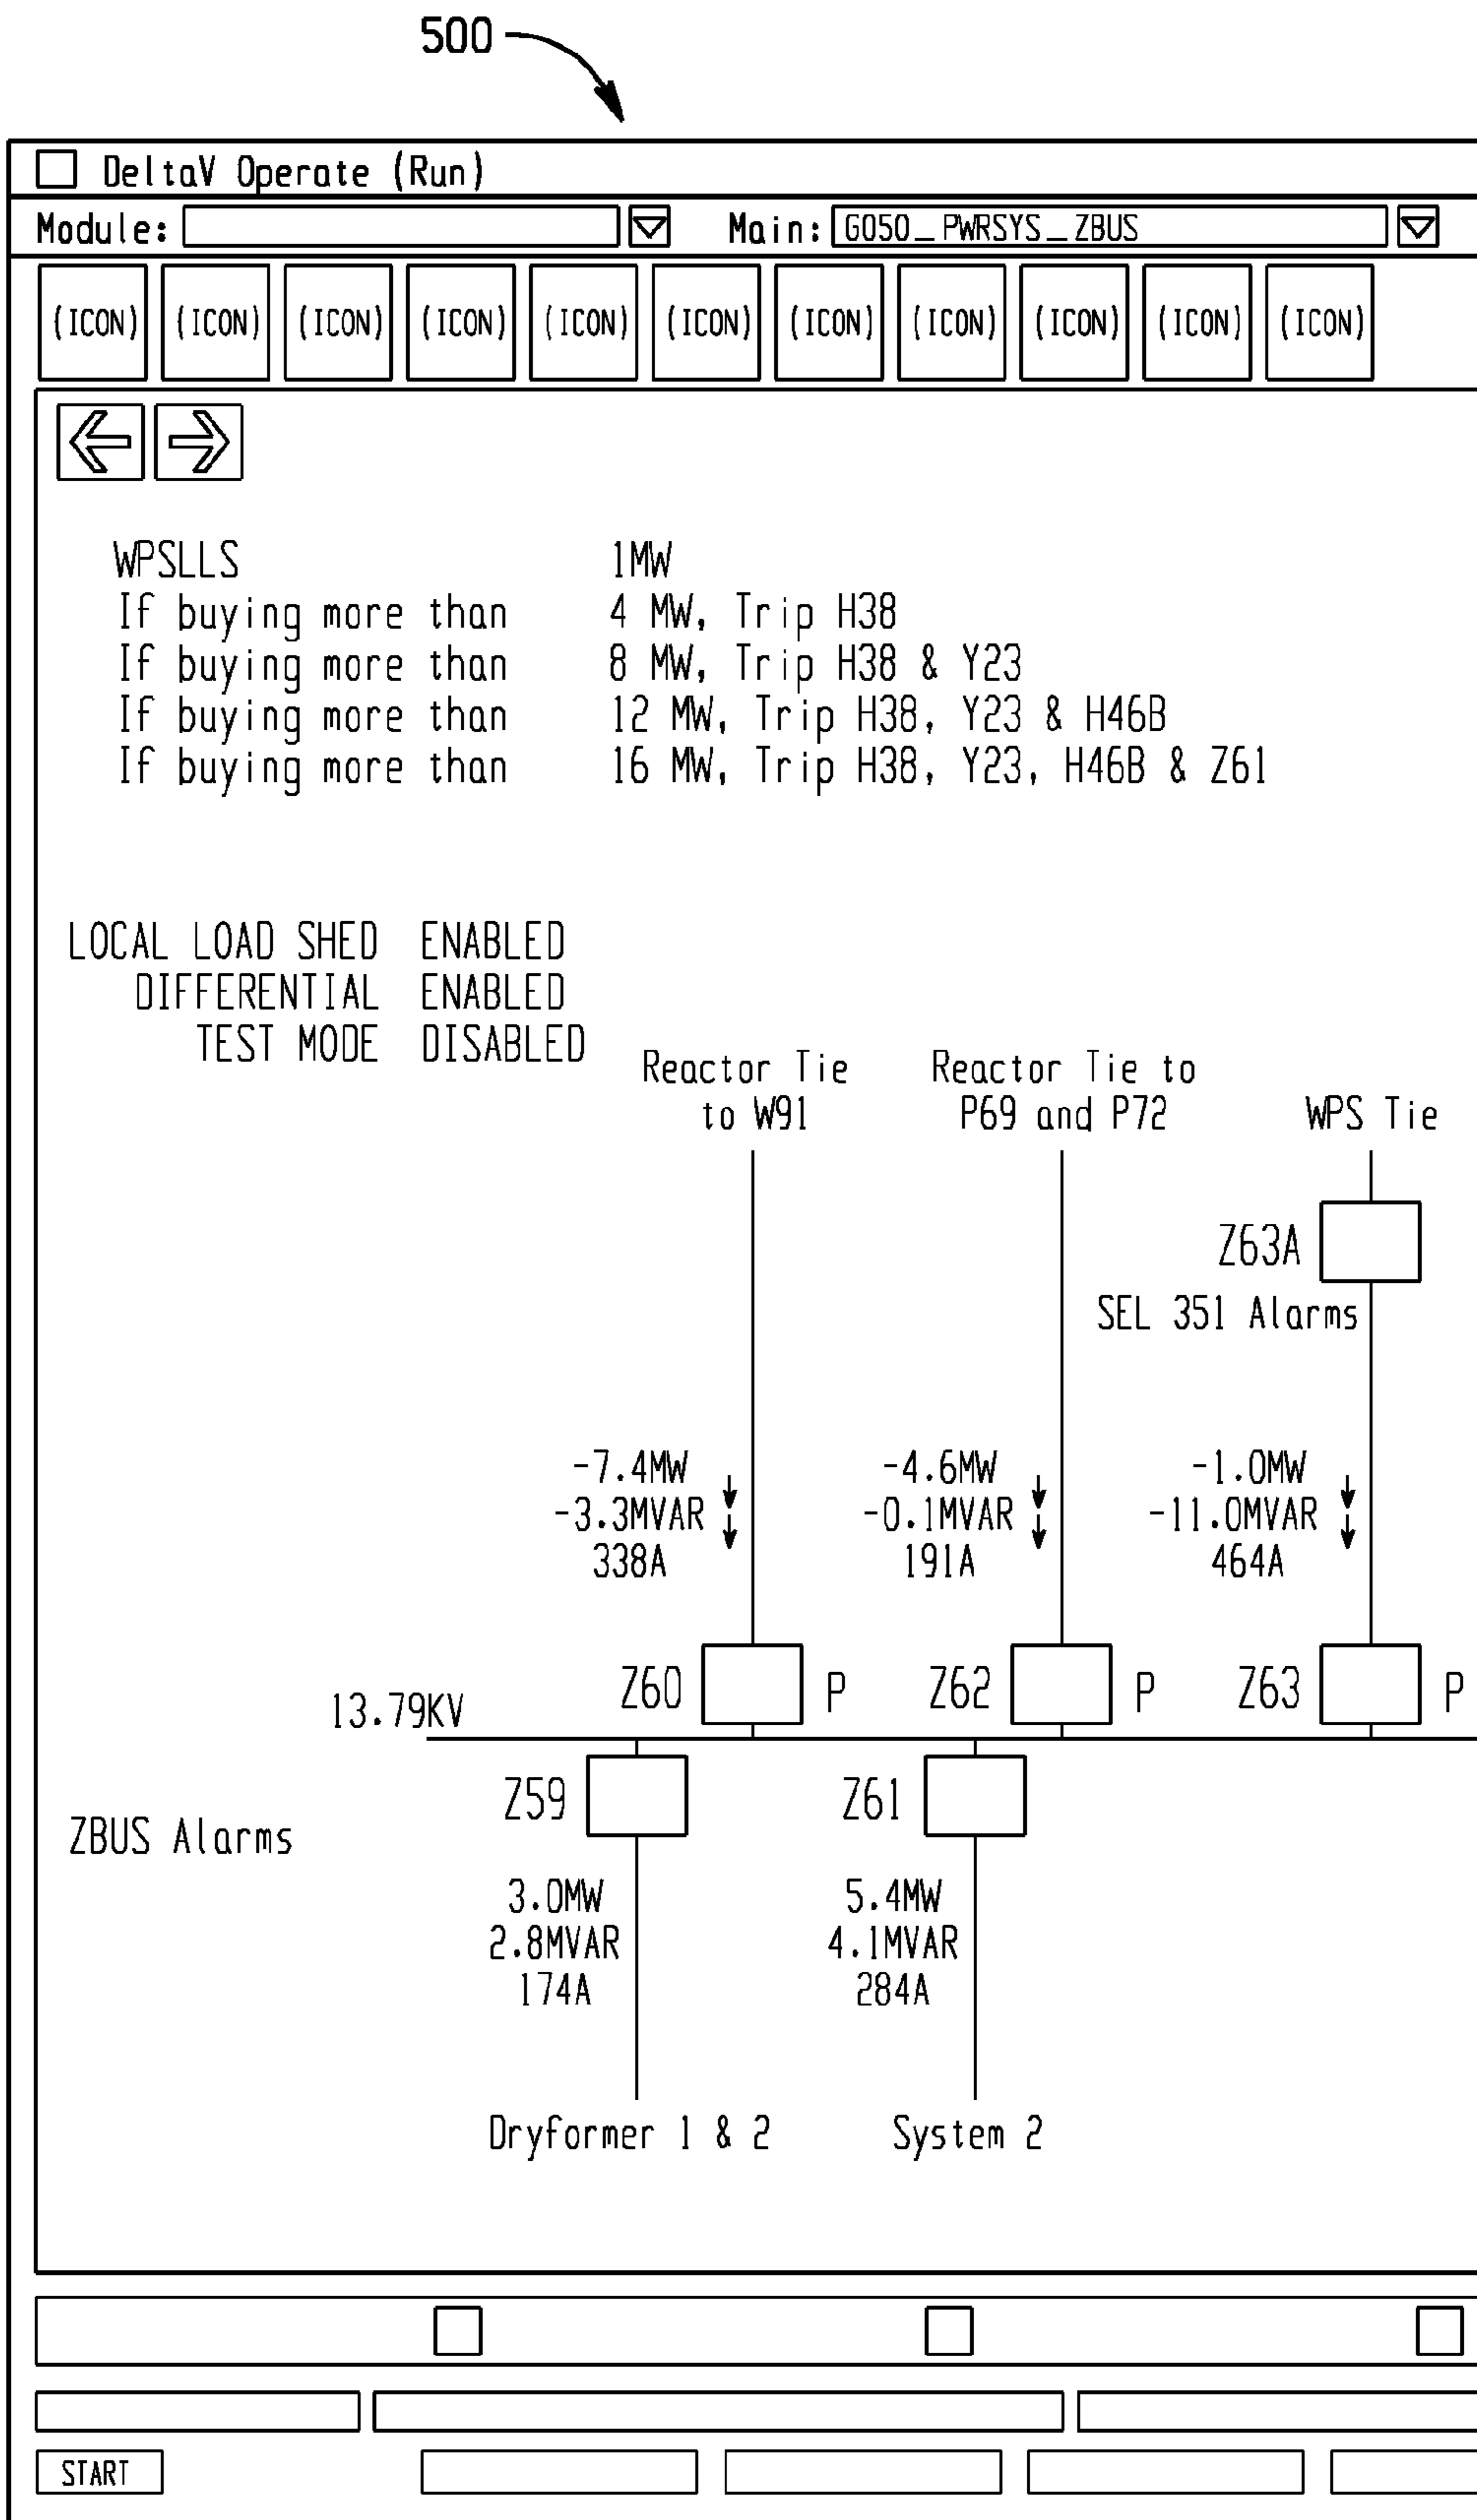 500
DeltaV Operate (Run)
Module: Main: G050_PWRSYS_ZBUS
(ICON) (ICON) (ICON) (ICON) (ICON) (ICON) (ICON) (ICON) (ICON) (ICON) (ICON)
WPSLLS 1MW
If buying more than 4 MW, Trip H38
If buying more than 8 MW, Trip H38 & Y23
If buying more than 12 MW, Trip H38, Y23 & H46B
If buying more than 16 MW, Trip H38, Y23, H46B & Z61
LOCAL LOAD SHED ENABLED
DIFFERENTIAL ENABLED
TEST MODE DISABLED
Reactor Tie Reactor Tie to
to W91 P69 and P72 WPS Tie
Z63A
SEL 351 Alarms
-7.4MW -4.6MW -1.0MW
-3.3MVAR -0.1MVAR -11.0MVAR
338A 191A 464A
Z60 P Z62 P Z63 P
13.79KV
Z59 Z61
ZBUS Alarms
3.0MW 5.4MW
2.8MVAR 4.1MVAR
174A 284A
Dryformer 1 & 2 System 2
START